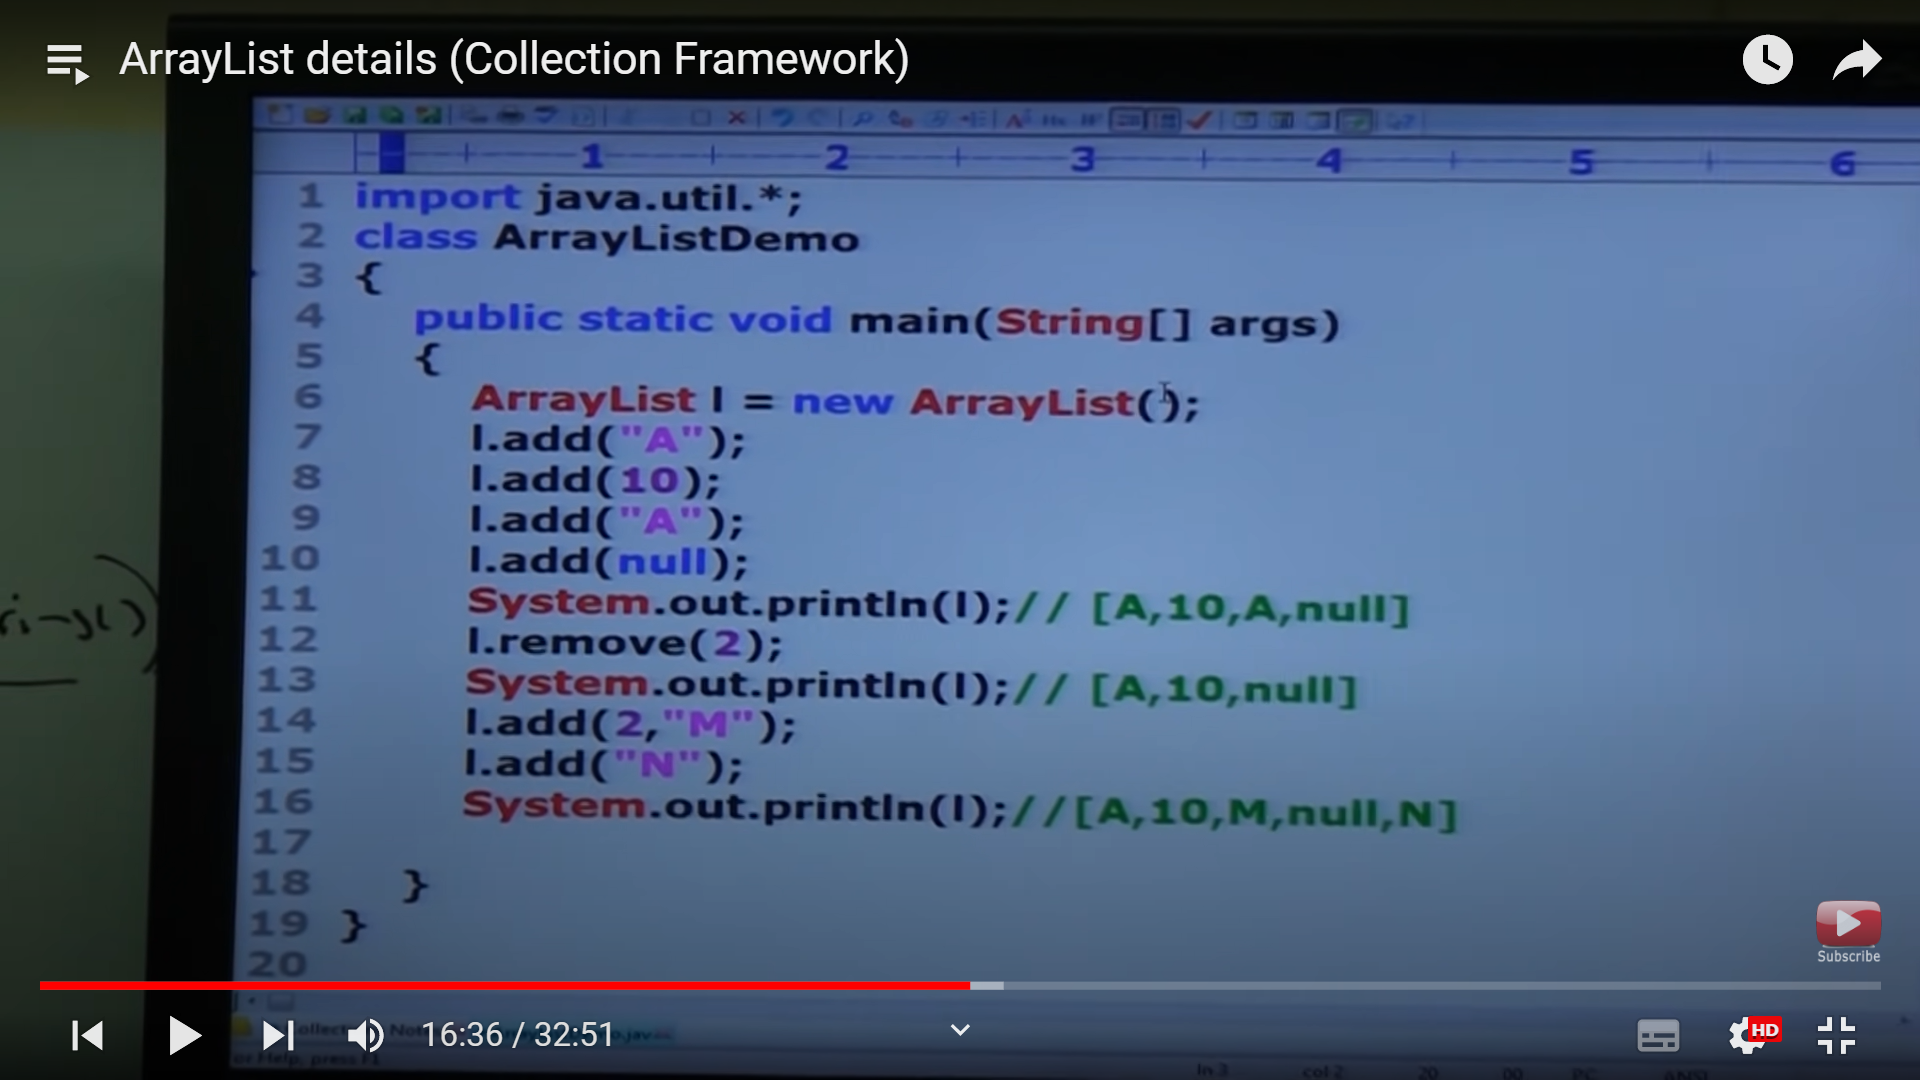 ArrayList details (Collection Framework)
1 2 3 4 5 6
1 import java.util.*;
2 class ArrayListDemo
3 {
4 public static void main(String[] args)
5 {
6 ArrayList l = new ArrayList();
7 l.add("A");
8 l.add(10);
9 l.add("A");
10 l.add(null);
11 System.out.println(l);// [A,10,A,null]
12 l.remove(2);
13 System.out.println(l);// [A,10,null]
14 l.add(2,"M");
15 l.add("N");
16 System.out.println(l);//[A,10,M,null,N]
17
18 }
19 }
20
Subscribe
16:36 / 32:51
HD